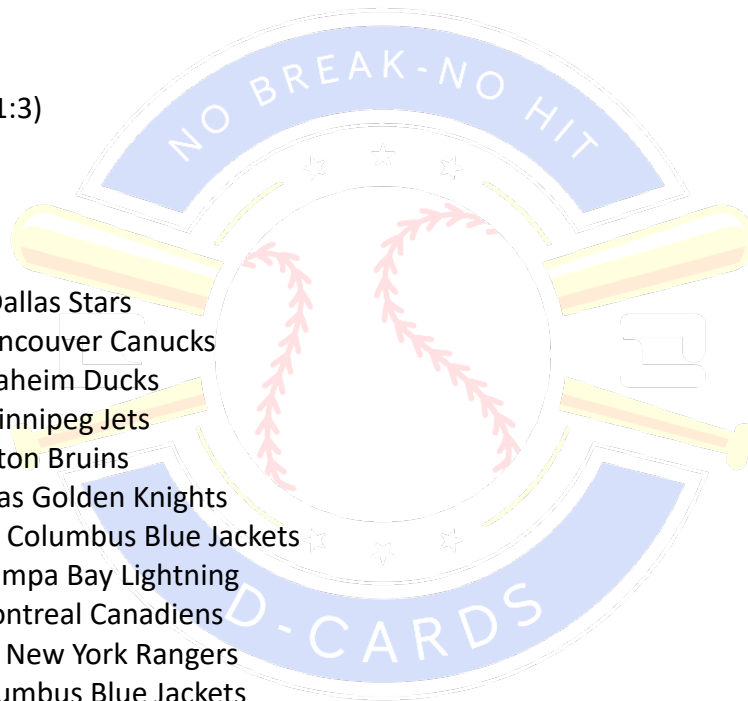 NO BREAK-NO HIT
1:3)
Dallas Stars
ncouver Canucks
aheim Ducks
innipeg Jets
ton Bruins
as Golden Knights
Columbus Blue Jackets
mpa Bay Lightning
ontreal Canadiens
New York Rangers
umbus Blue Jackets
D-CARDS